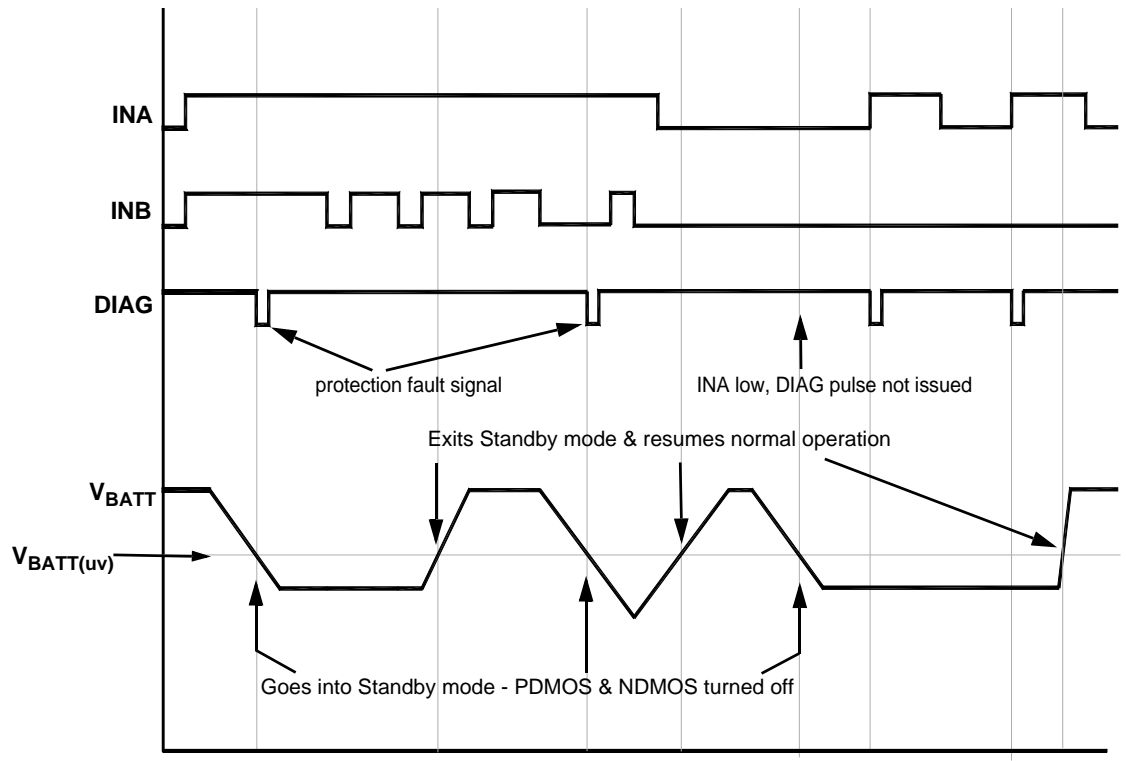 INA
INB
DIAG
protection fault signal
INA low, DIAG pulse not issued
Exits Standby mode & resumes normal operation
VBATT
VBATT(uv)
Goes into Standby mode - PDMOS & NDMOS turned off